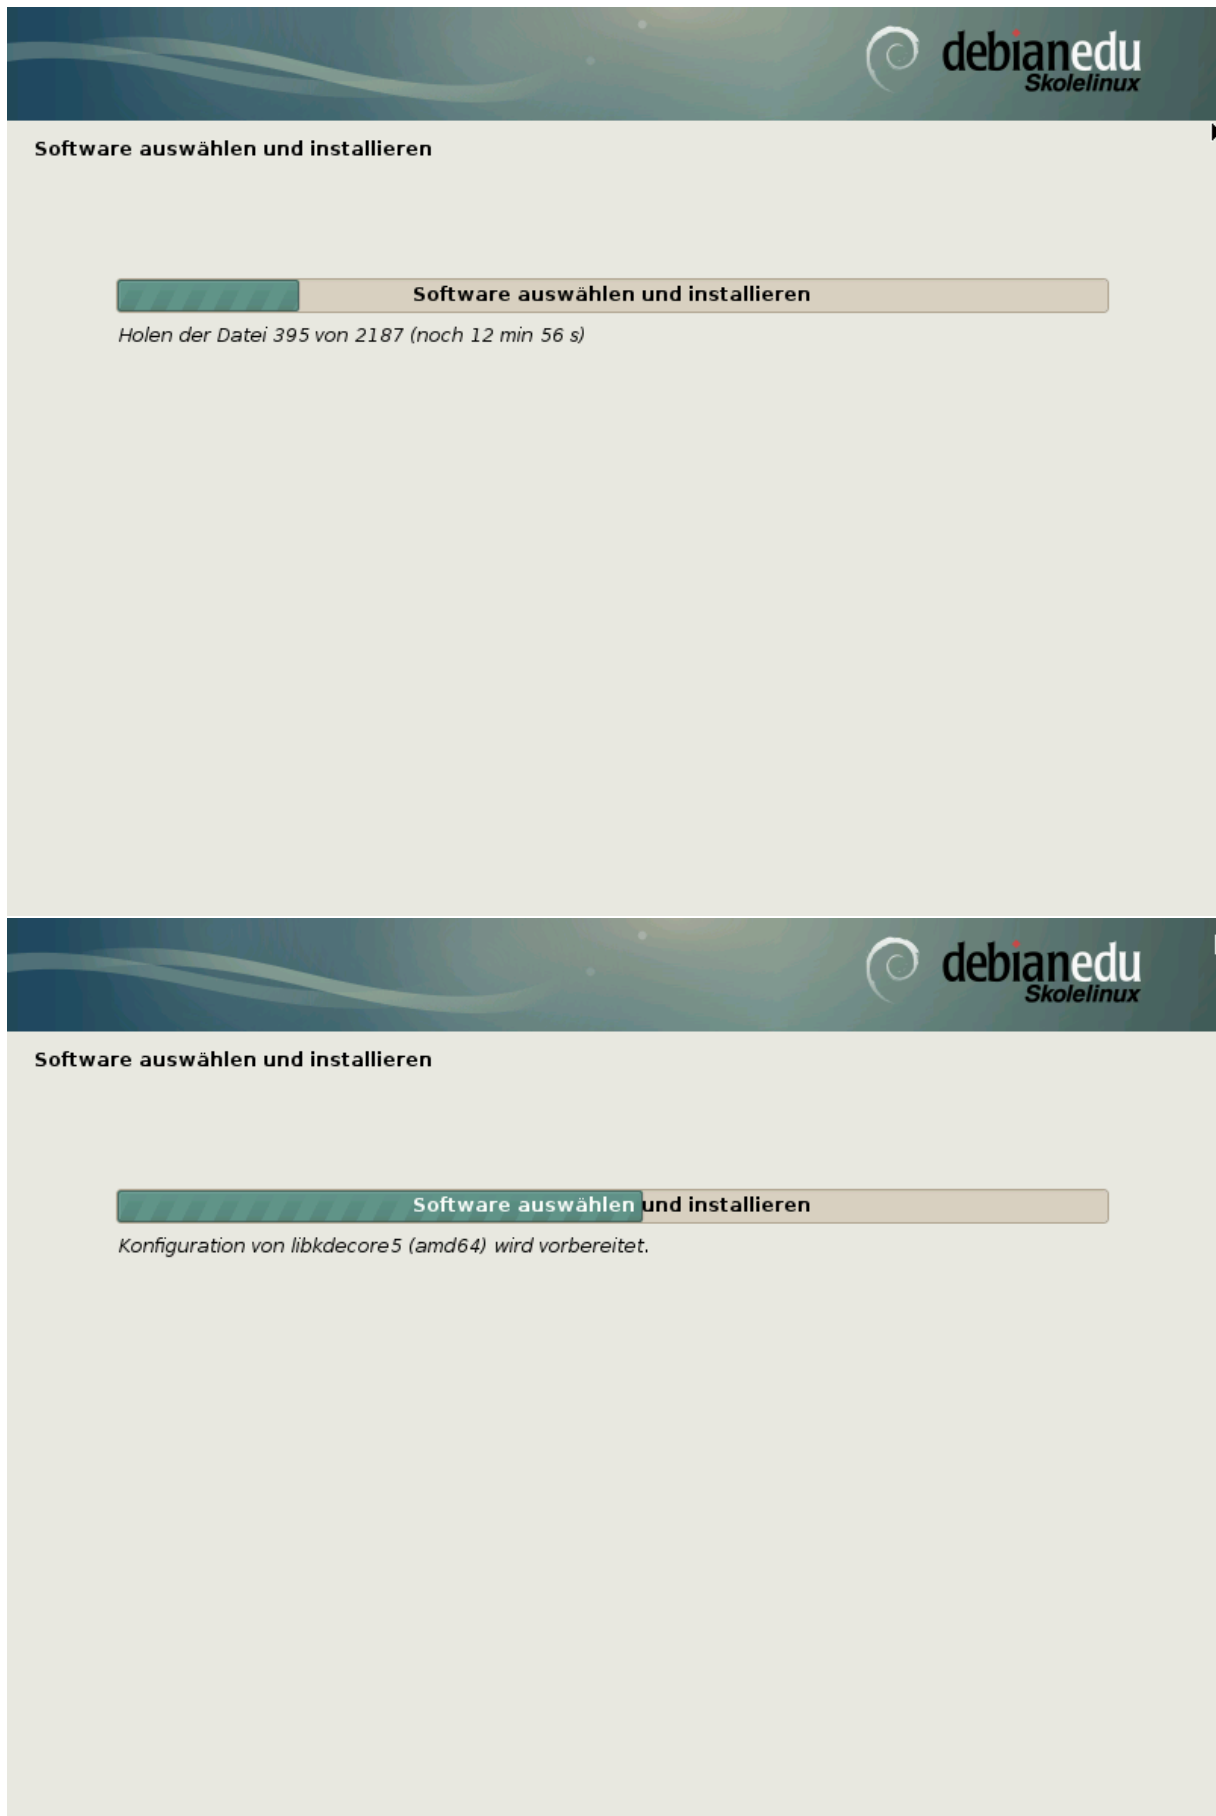 debianedu
Skolelinux
Software auswählen und installieren
Software auswählen und installieren
Holen der Datei 395 von 2187 (noch 12 min 56 s)
debianedu
Skolelinux
Software auswählen und installieren
Software auswählen und installieren
Konfiguration von libkdecore5 (amd64) wird vorbereitet.